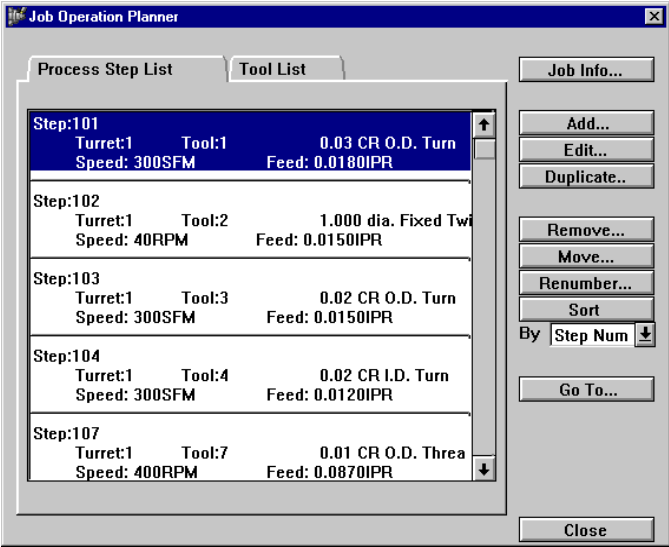 Job Operation Planner
Process Step List
Tool List
Step:101
Turret:1 Tool:1 0.03 CR O.D. Turn
Speed: 300SFM Feed: 0.0180IPR
Step:102
Turret:1 Tool:2 1.000 dia. Fixed Twi
Speed: 40RPM Feed: 0.0150IPR
Step:103
Turret:1 Tool:3 0.02 CR O.D. Turn
Speed: 300SFM Feed: 0.0150IPR
Step:104
Turret:1 Tool:4 0.02 CR I.D. Turn
Speed: 300SFM Feed: 0.0120IPR
Step:107
Turret:1 Tool:7 0.01 CR O.D. Threa
Speed: 400RPM Feed: 0.0870IPR
Job Info...
Add...
Edit...
Duplicate..
Remove...
Move...
Renumber...
Sort
By Step Num
Go To...
Close